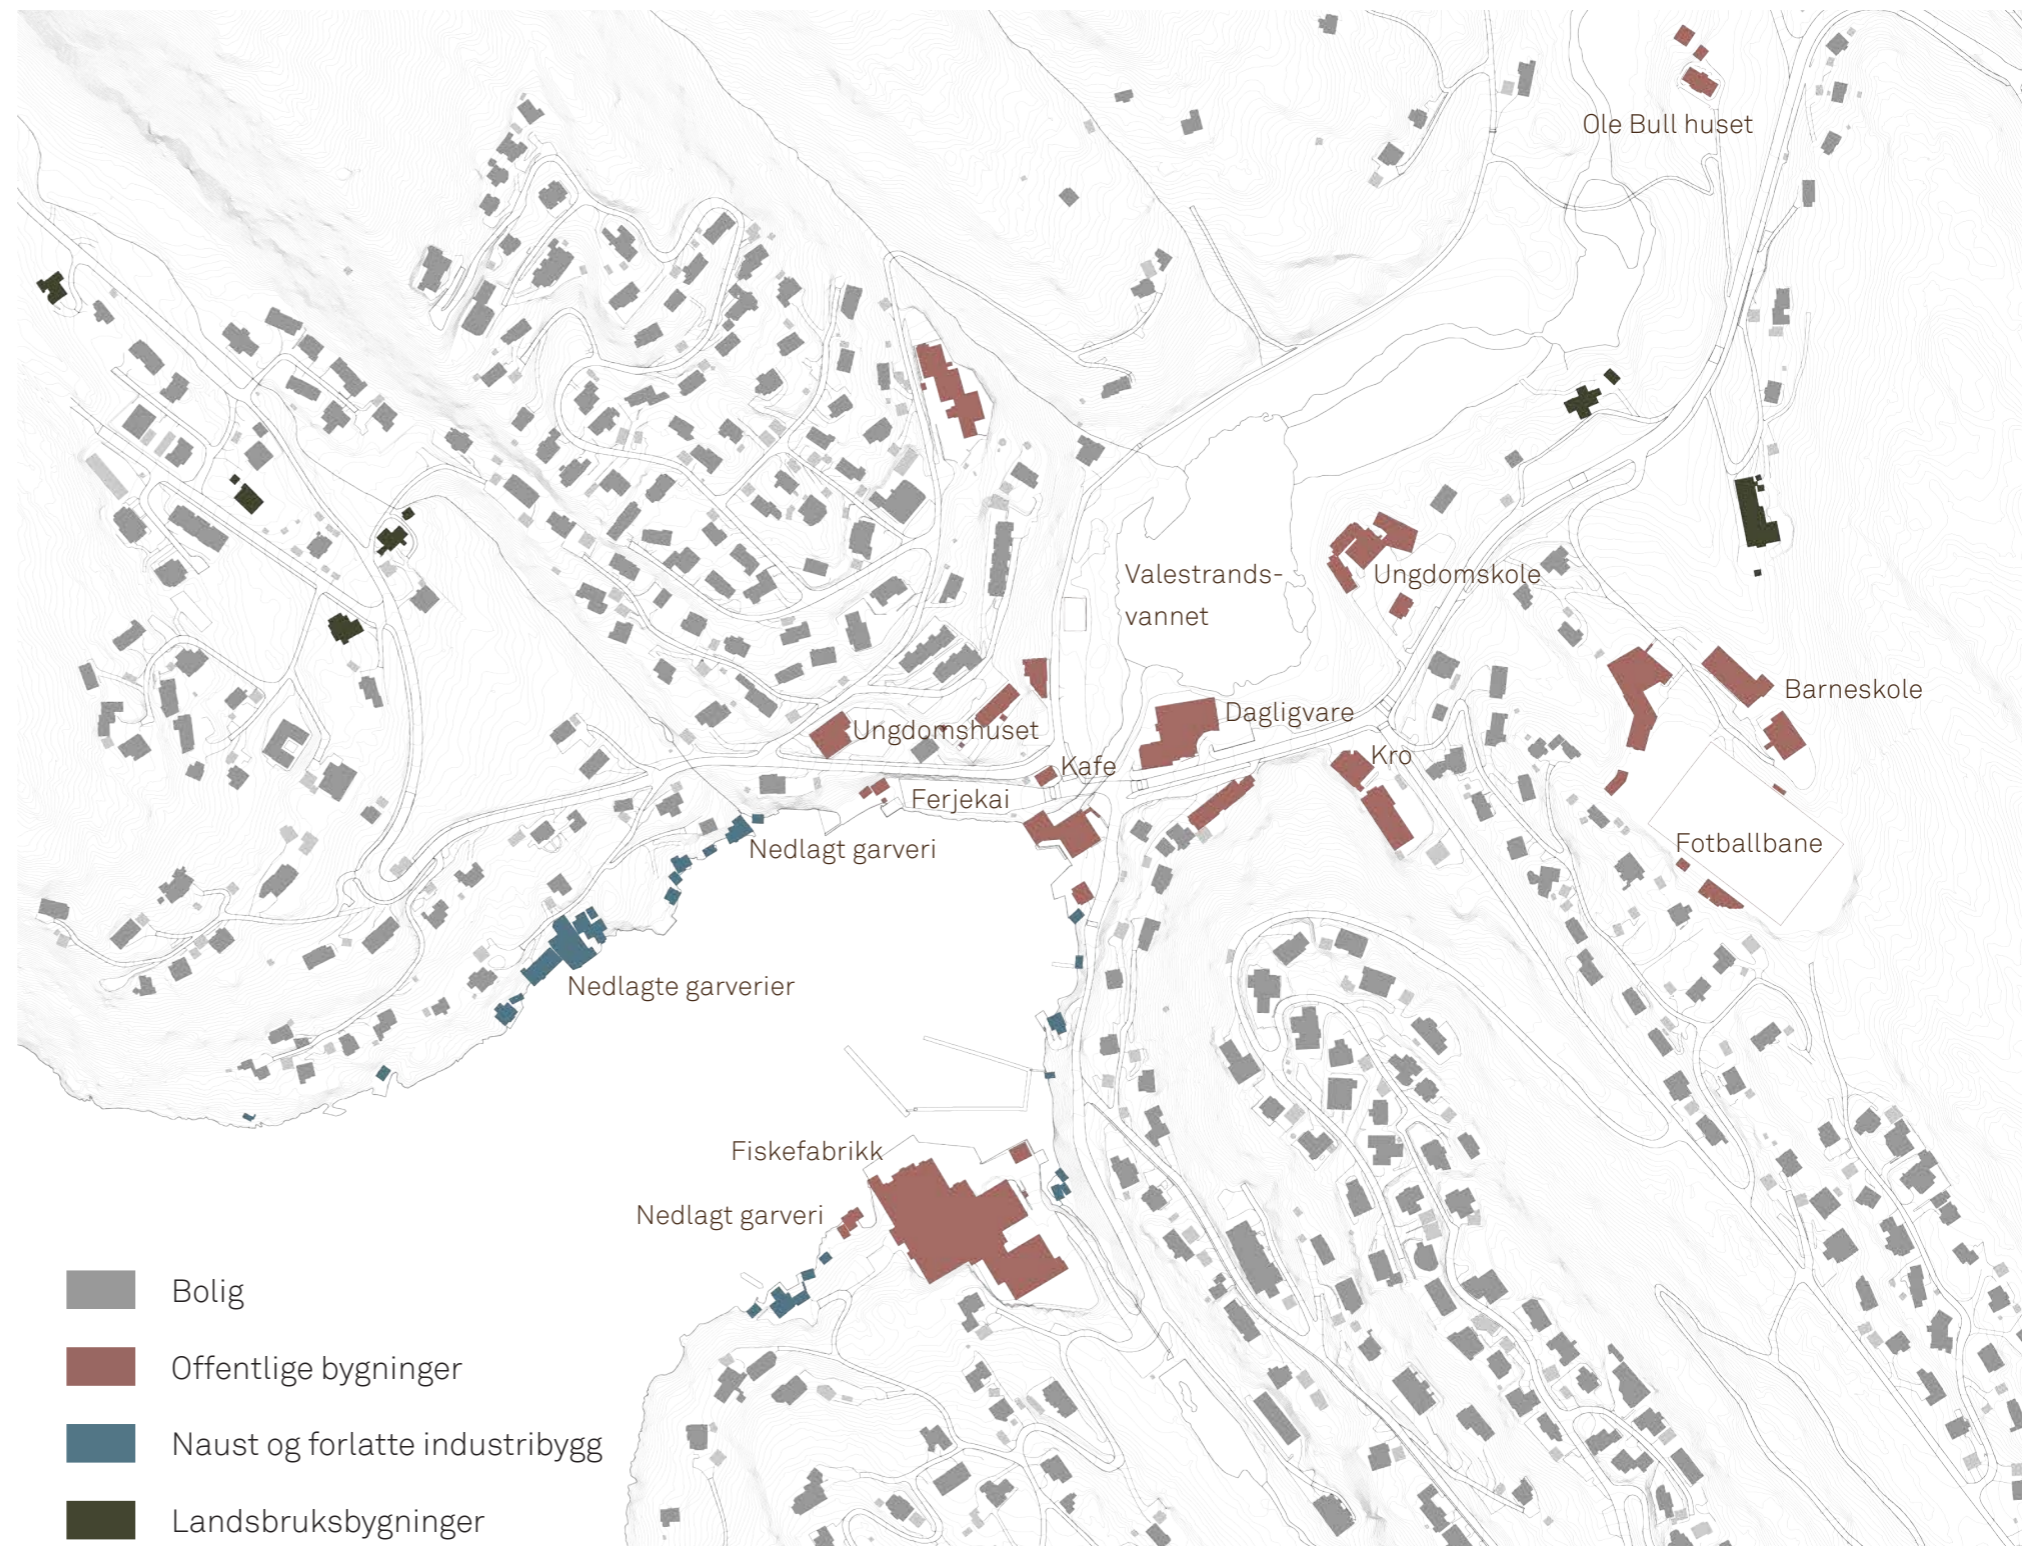 Ole Bull huset
Valestrands-
vannet
Ungdomskole
Barneskole
Dagligvare
Ungdomshuset
Kro
Kafe
Ferjekai
Fotballbane
Nedlagt garveri
Nedlagte garverier
Fiskefabrikk
Nedlagt garveri
Bolig
Offentlige bygninger
Naust og forlatte industribygg
Landsbruksbygninger